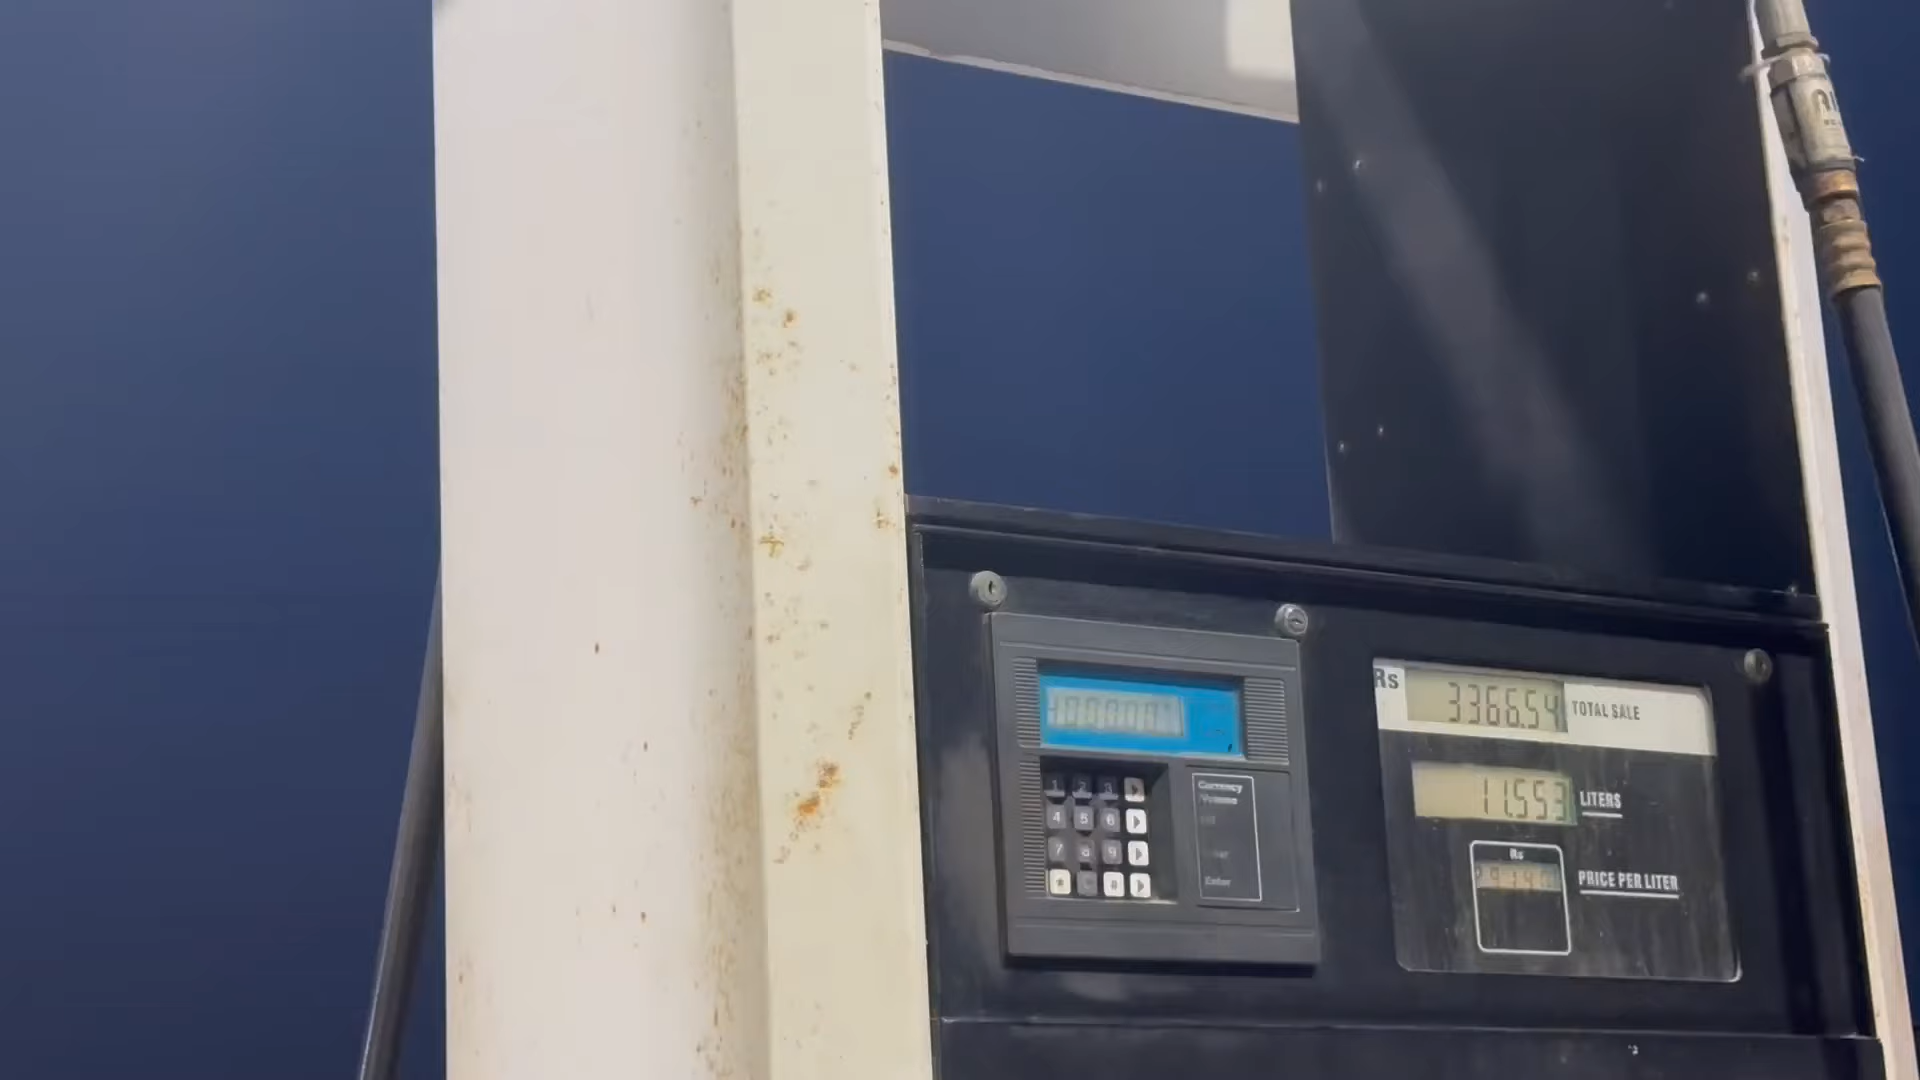 Rs 3366.54 TOTAL SALE
11.553 LITERS
Rs
PRICE PER LITER
1 2 3
4 5 6
7 8 9
* C #
Currency
Volume
Enter